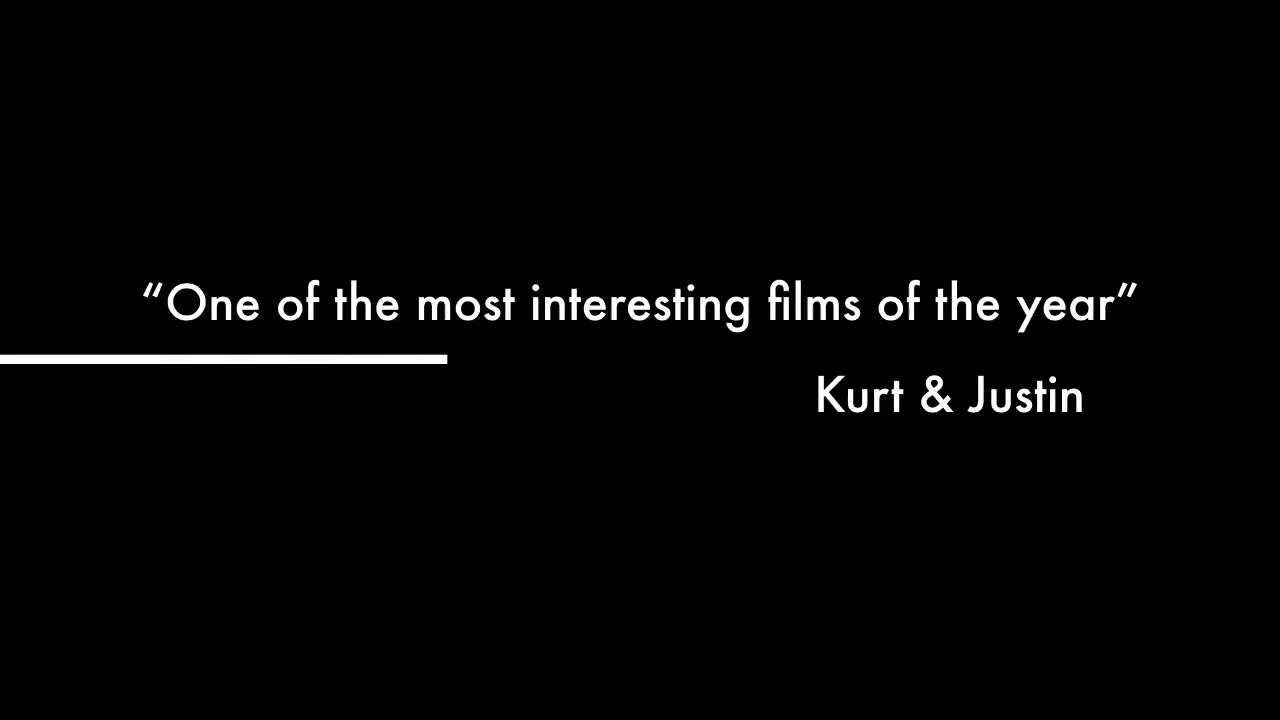 “One of the most interesting films of the year”
Kurt & Justin